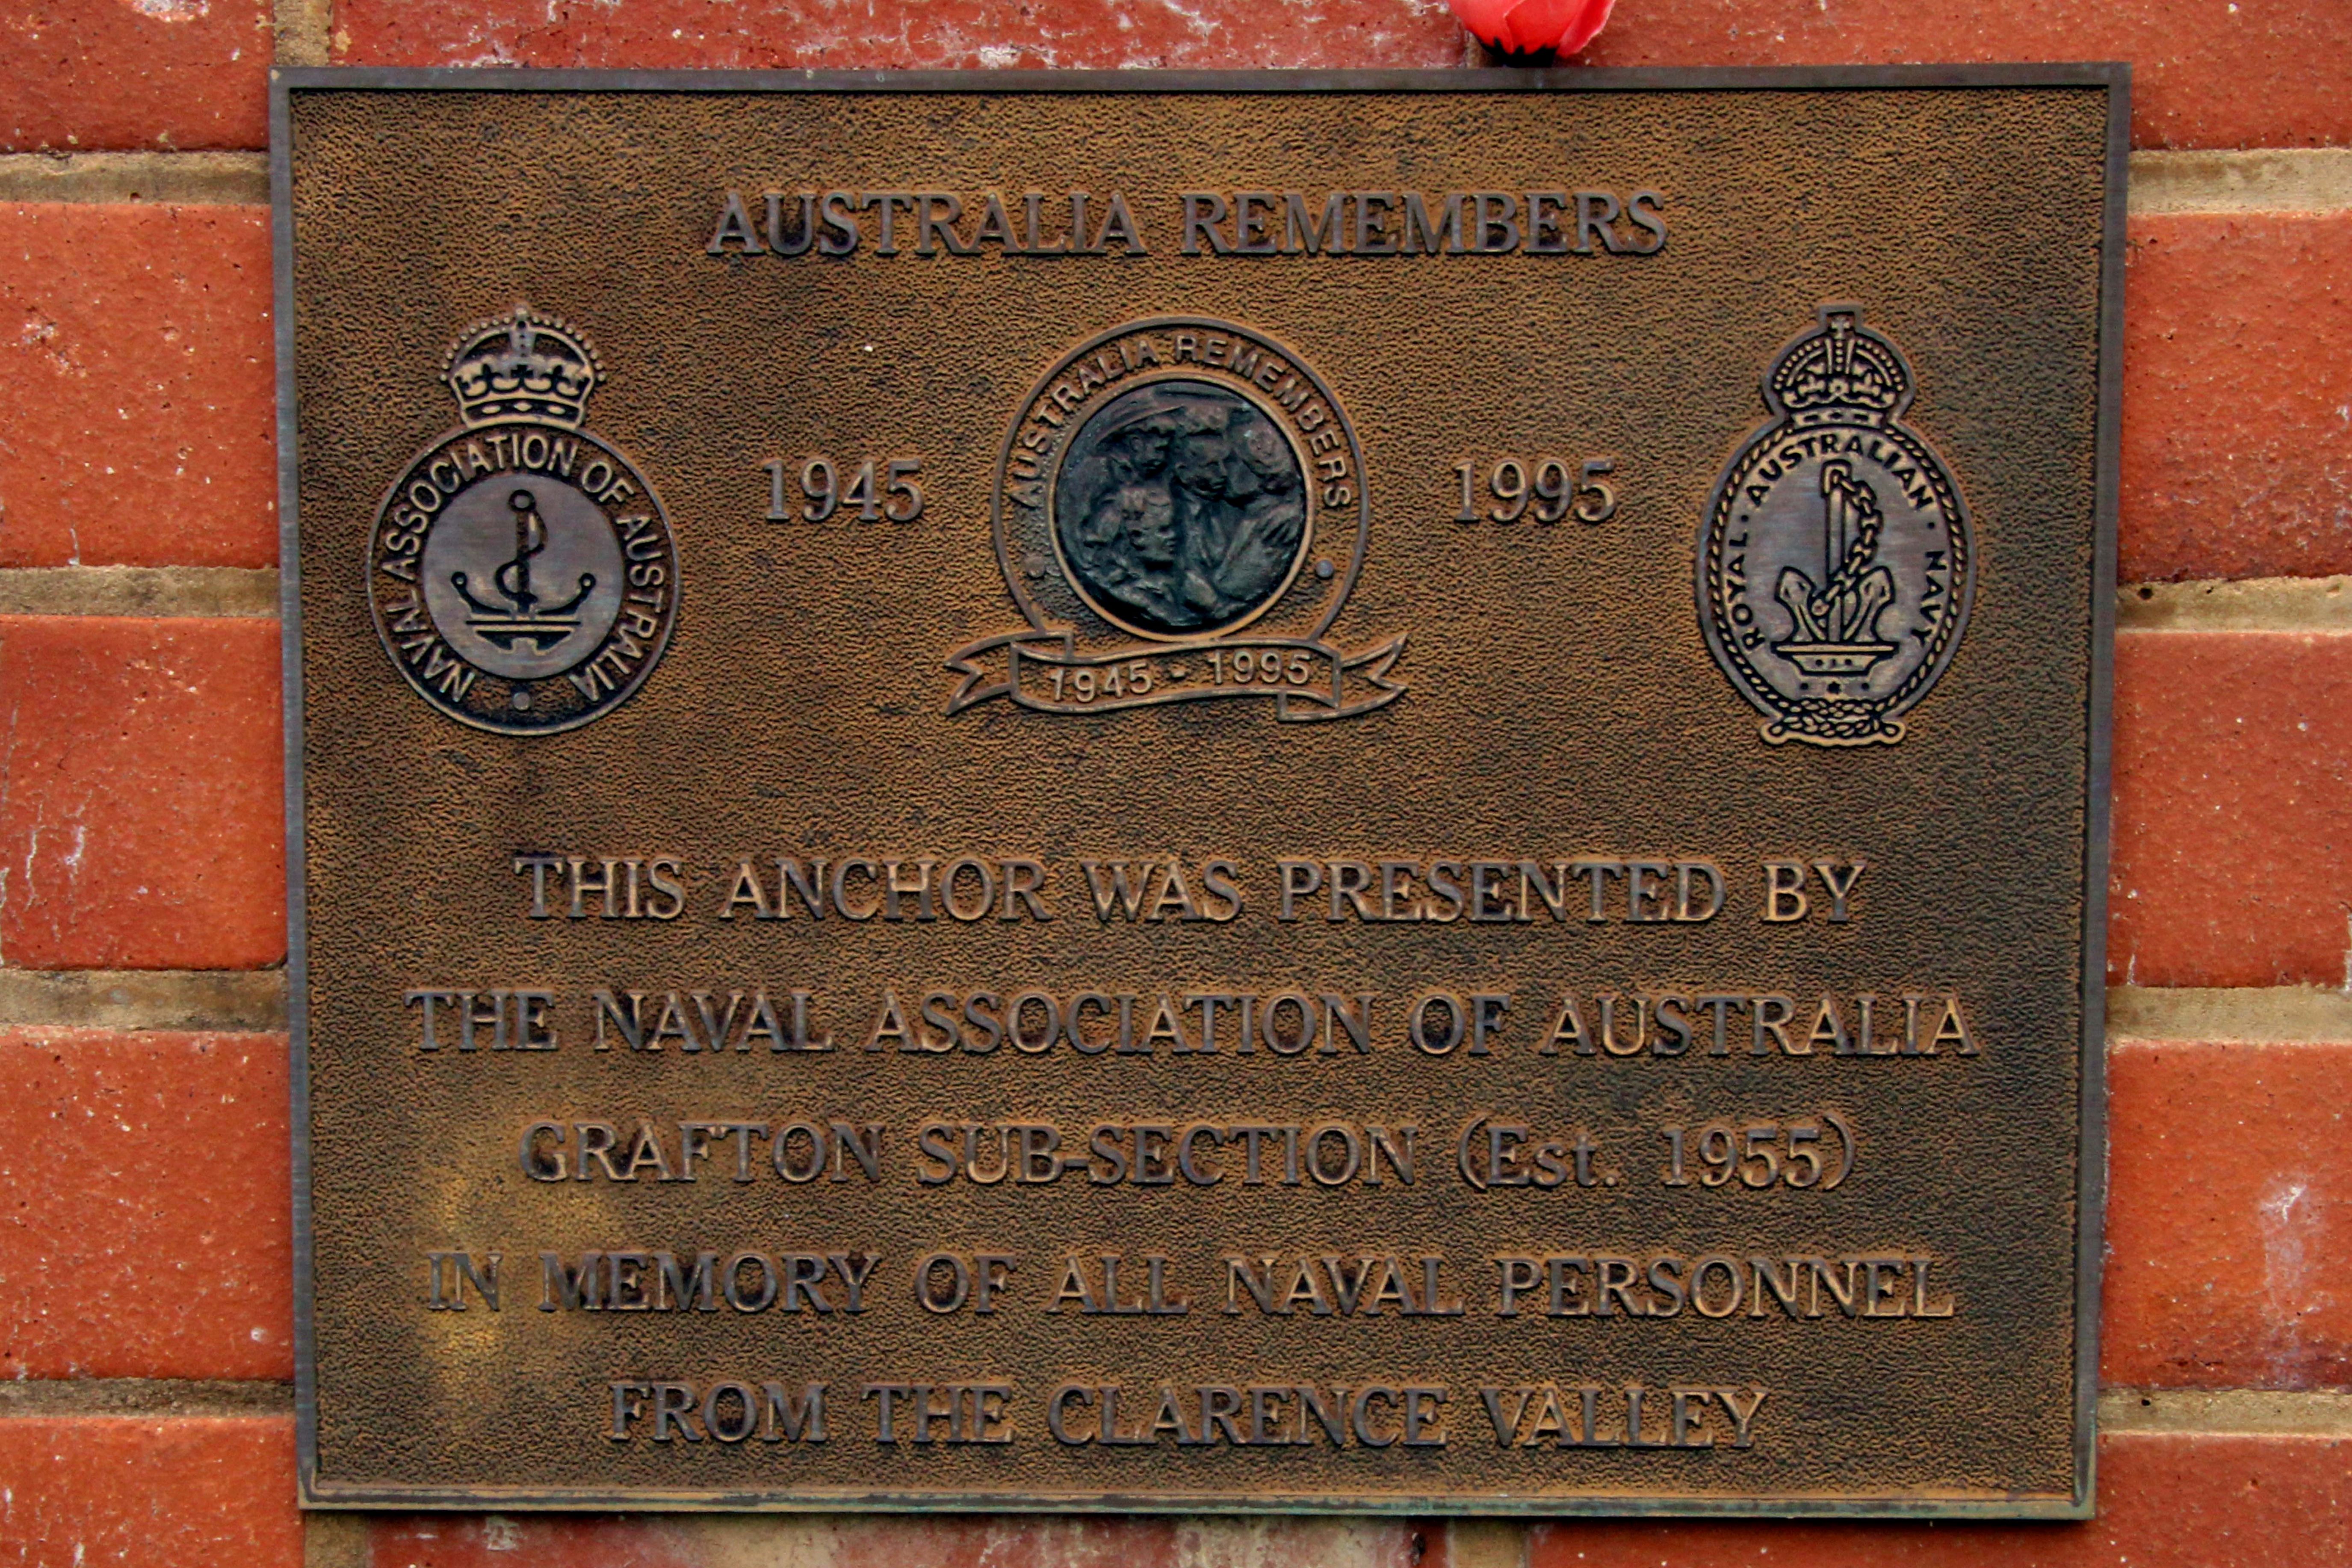 AUSTRALIA REMEMBERS
NAVAL ASSOCIATION OF AUSTRALIA
1945
AUSTRALIA REMEMBERS
1945 - 1995
1995
ROYAL · AUSTRALIAN · NAVY
THIS ANCHOR WAS PRESENTED BY
THE NAVAL ASSOCIATION OF AUSTRALIA
GRAFTON SUB-SECTION (Est. 1955)
IN MEMORY OF ALL NAVAL PERSONNEL
FROM THE CLARENCE VALLEY